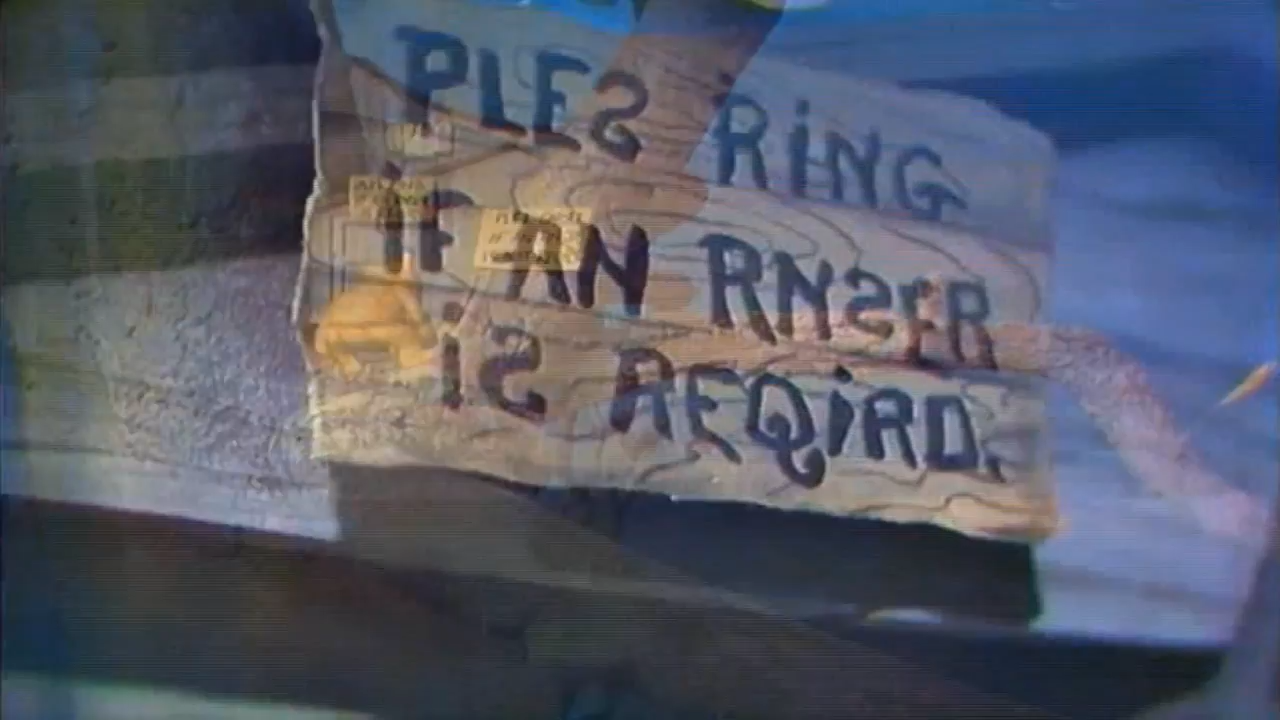 PLES RING
IF AN RNSER
IS REQIRD.